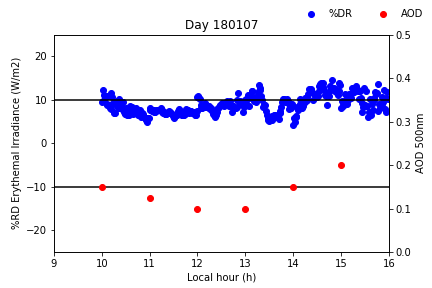 %DR AOD
Day 180107
%RD Erythemal Irradiance (W/m2)
20
10
0
−10
−20
0.5
0.4
0.3
0.2
0.1
0.0
AOD 500nm
9 10 11 12 13 14 15 16
Local hour (h)